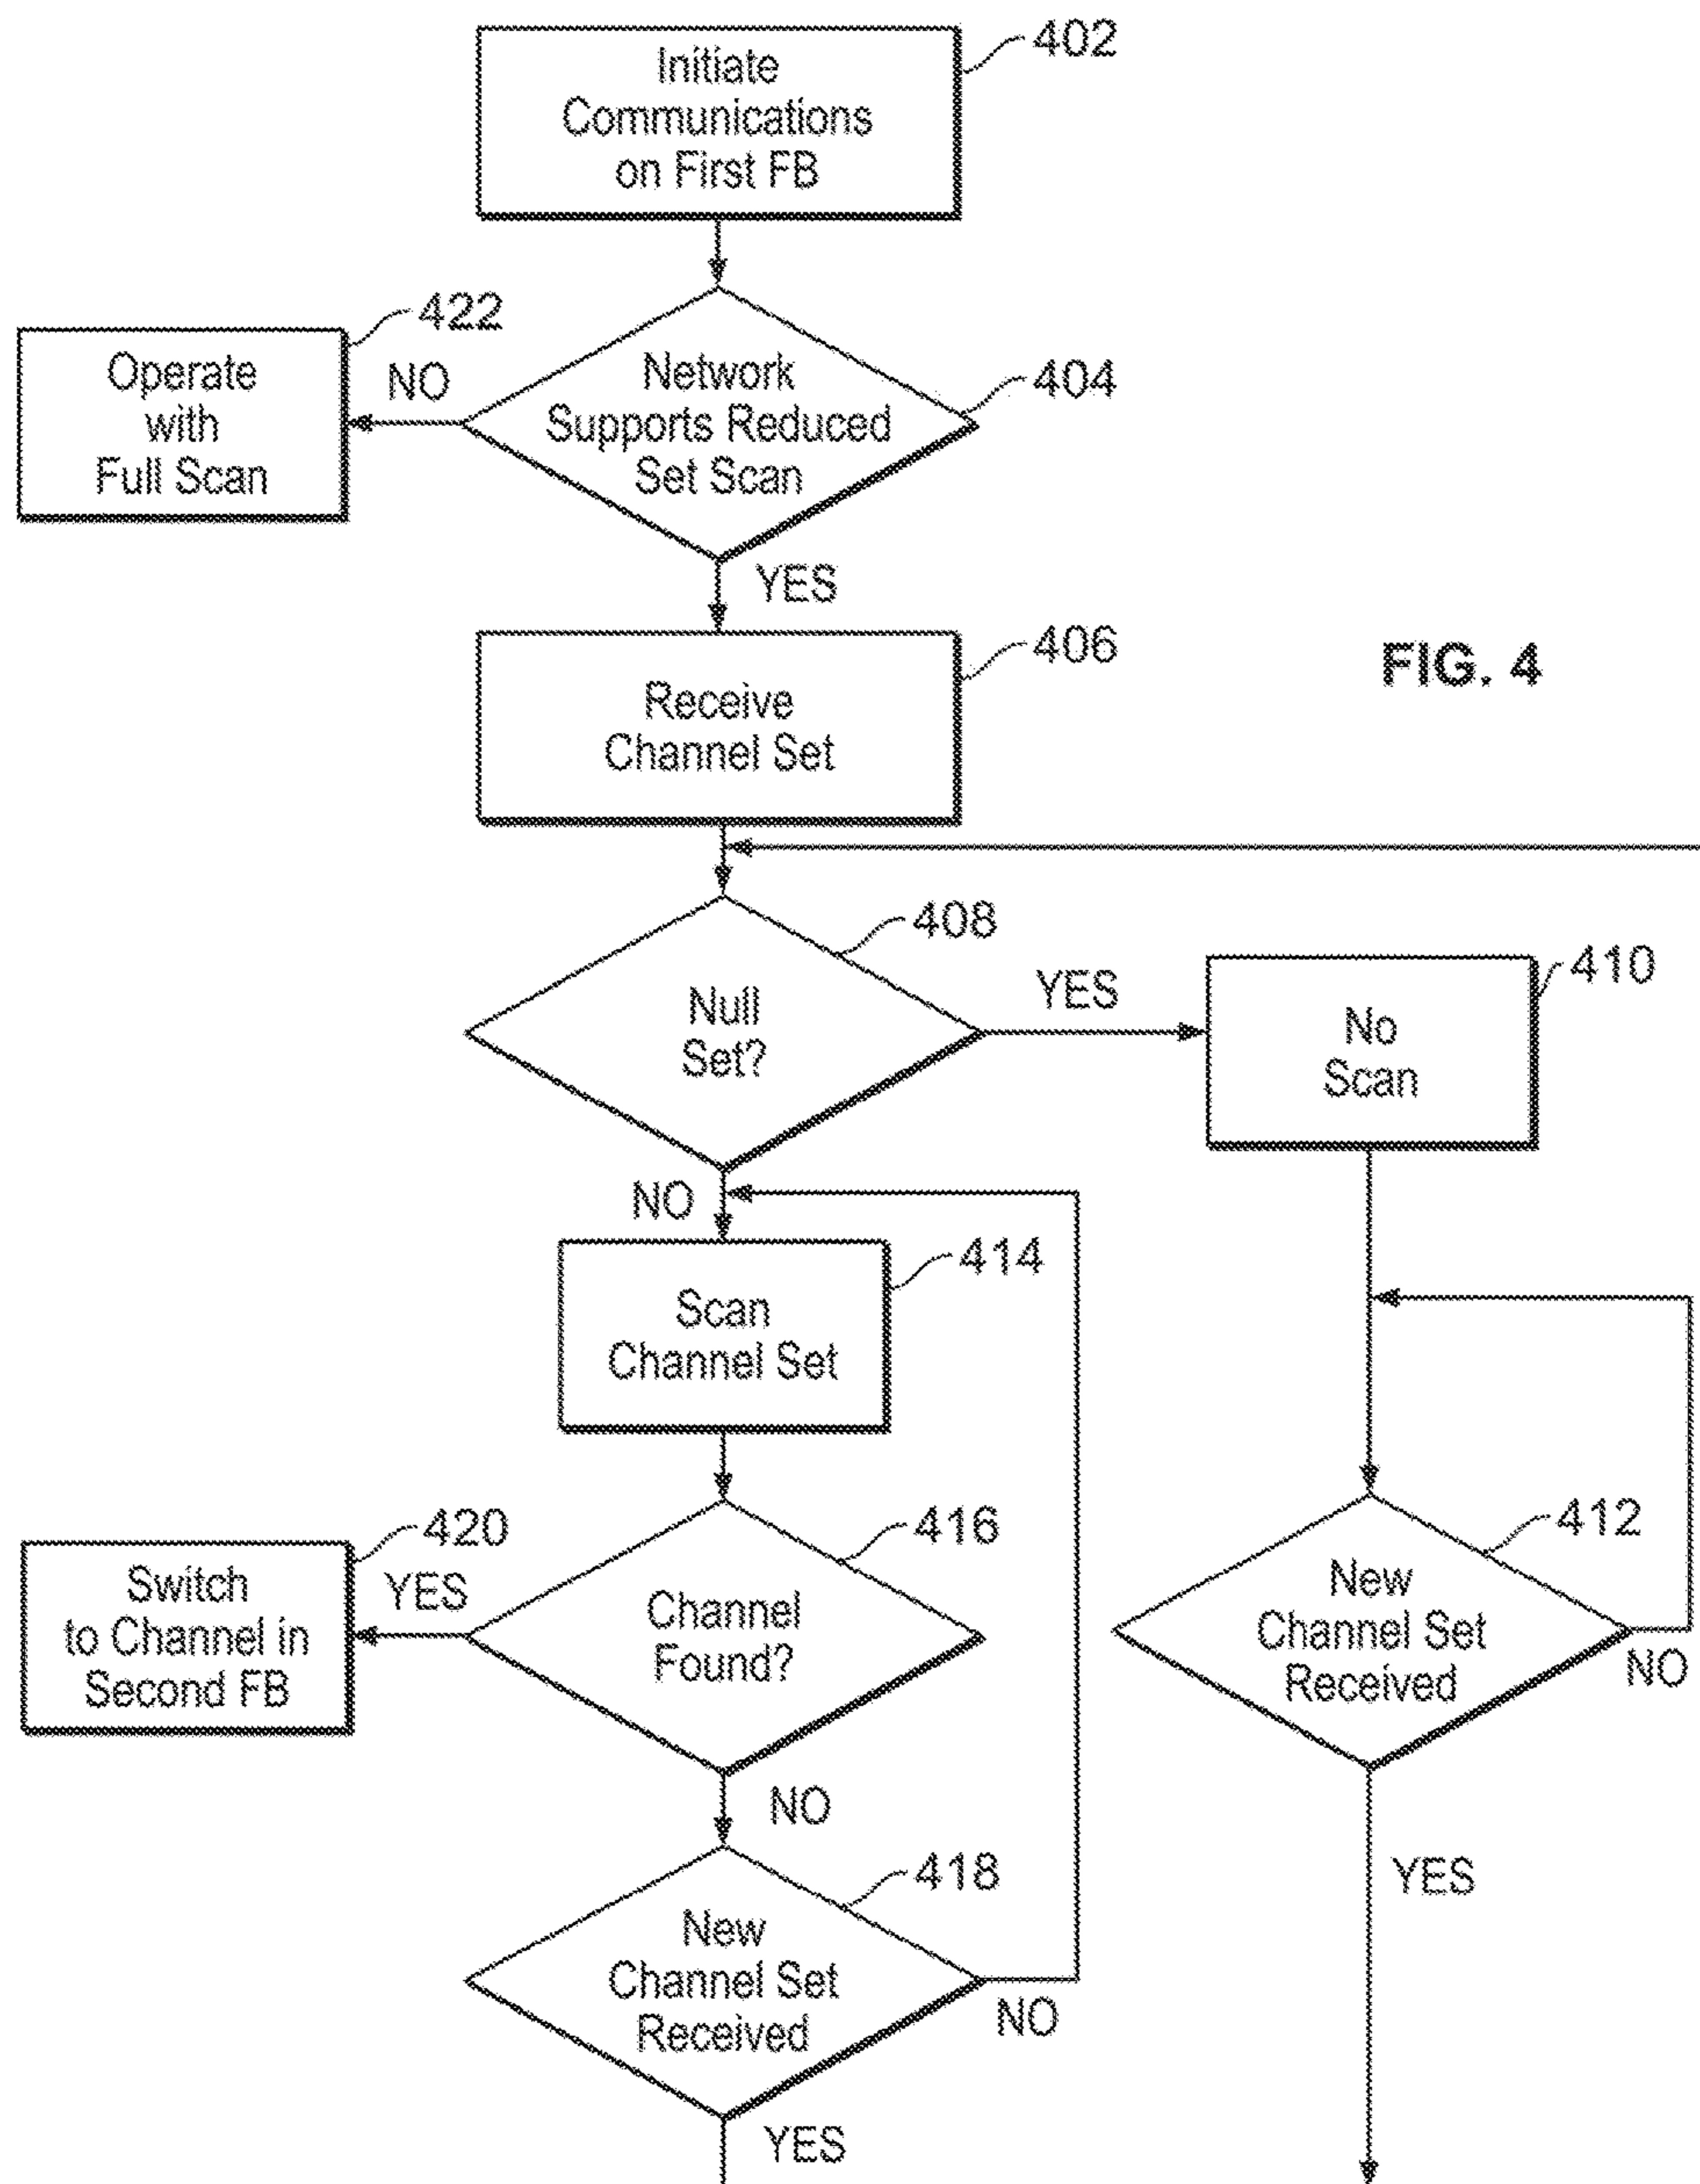 402
Initiate
Communications
on First FB
422
Operate
with
Full Scan
NO
Network
Supports Reduced
Set Scan
404
YES
406
Receive
Channel Set
FIG. 4
408
Null
Set?
YES
410
No
Scan
NO
414
Scan
Channel Set
420
Switch
to Channel in
Second FB
YES
416
Channel
Found?
412
New
Channel Set
Received
NO
NO
418
New
Channel Set
Received
NO
YES
YES